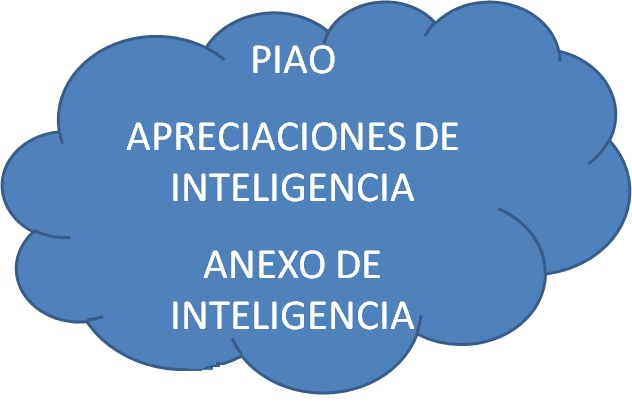 PIAO
APRECIACIONES DE
INTELIGENCIA
ANEXO DE
INTELIGENCIA